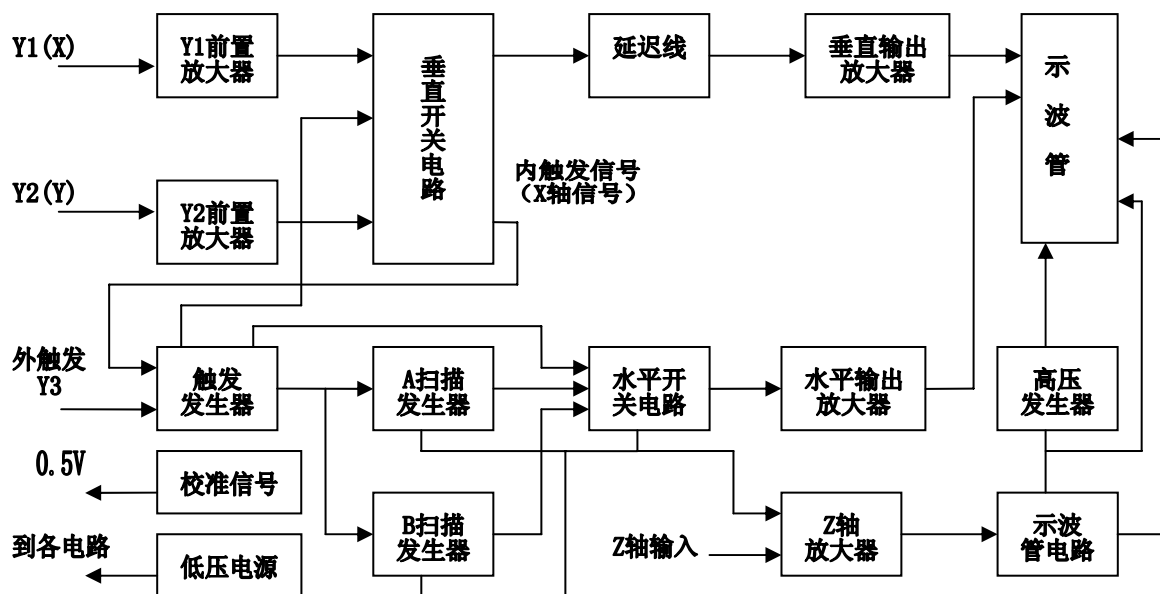 Y1(X)
Y1前置
放大器
垂直开关电路
延迟线
垂直输出
放大器
示波管
Y2(Y)
Y2前置
放大器
内触发信号
（X轴信号）
外触发
Y3
触发
发生器
A扫描
发生器
水平开
关电路
水平输出
放大器
高压
发生器
0.5V
校准信号
到各电路
低压电源
B扫描
发生器
Z轴输入
Z轴
放大器
示波
管电路